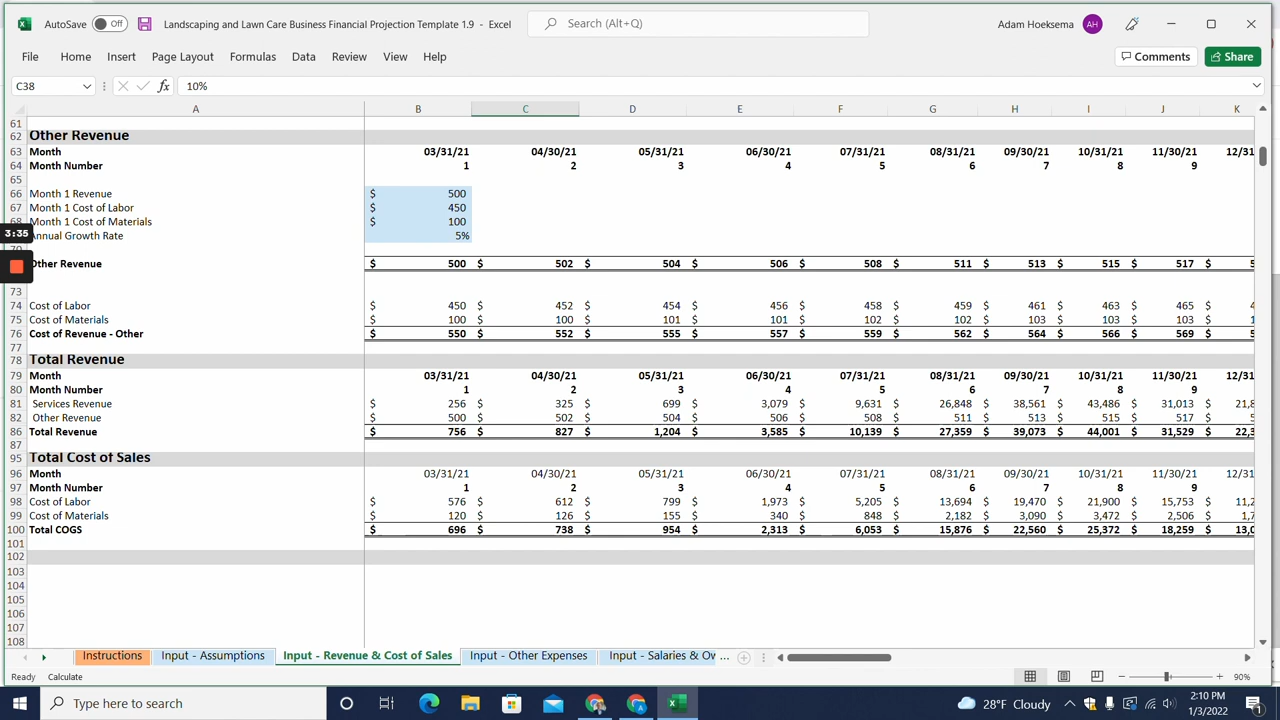 AutoSave Off Landscaping and Lawn Care Business Financial Projection Template 1.9 - Excel Search (Alt+Q) Adam Hoeksema AH
File Home Insert Page Layout Formulas Data Review View Help Comments Share
C38 fx 10%
A B C D E F G H I J K
61
62 Other Revenue
63 Month 03/31/21 04/30/21 05/31/21 06/30/21 07/31/21 08/31/21 09/30/21 10/31/21 11/30/21 12/31
64 Month Number 1 2 3 4 5 6 7 8 9
65
66 Month 1 Revenue $ 500
67 Month 1 Cost of Labor $ 450
68 Month 1 Cost of Materials $ 100
3:35 Annual Growth Rate 5%
Other Revenue $ 500 $ 502 $ 504 $ 506 $ 508 $ 511 $ 513 $ 515 $ 517 $
73
74 Cost of Labor $ 450 $ 452 $ 454 $ 456 $ 458 $ 459 $ 461 $ 463 $ 465 $
75 Cost of Materials $ 100 $ 100 $ 101 $ 101 $ 102 $ 102 $ 103 $ 103 $ 103 $
76 Cost of Revenue - Other $ 550 $ 552 $ 555 $ 557 $ 559 $ 562 $ 564 $ 566 $ 569 $
77
78 Total Revenue
79 Month 03/31/21 04/30/21 05/31/21 06/30/21 07/31/21 08/31/21 09/30/21 10/31/21 11/30/21 12/31
80 Month Number 1 2 3 4 5 6 7 8 9
81 Services Revenue $ 256 $ 325 $ 699 $ 3,079 $ 9,631 $ 26,848 $ 38,561 $ 43,486 $ 31,013 $ 21,8
82 Other Revenue $ 500 $ 502 $ 504 $ 506 $ 508 $ 511 $ 513 $ 515 $ 517 $
86 Total Revenue $ 756 $ 827 $ 1,204 $ 3,585 $ 10,139 $ 27,359 $ 39,073 $ 44,001 $ 31,529 $ 22,3
87
95 Total Cost of Sales
96 Month 03/31/21 04/30/21 05/31/21 06/30/21 07/31/21 08/31/21 09/30/21 10/31/21 11/30/21 12/31
97 Month Number 1 2 3 4 5 6 7 8 9
98 Cost of Labor $ 576 $ 612 $ 799 $ 1,973 $ 5,205 $ 13,694 $ 19,470 $ 21,900 $ 15,753 $ 11,2
99 Cost of Materials $ 120 $ 126 $ 155 $ 340 $ 848 $ 2,182 $ 3,090 $ 3,472 $ 2,506 $ 1,7
100 Total COGS $ 696 $ 738 $ 954 $ 2,313 $ 6,053 $ 15,876 $ 22,560 $ 25,372 $ 18,259 $ 13,0
101
102
103
104
105
106
107
108
Instructions Input - Assumptions Input - Revenue & Cost of Sales Input - Other Expenses Input - Salaries & Ov ...
Ready Calculate 90%
Type here to search 28°F Cloudy 2:10 PM
1/3/2022 1